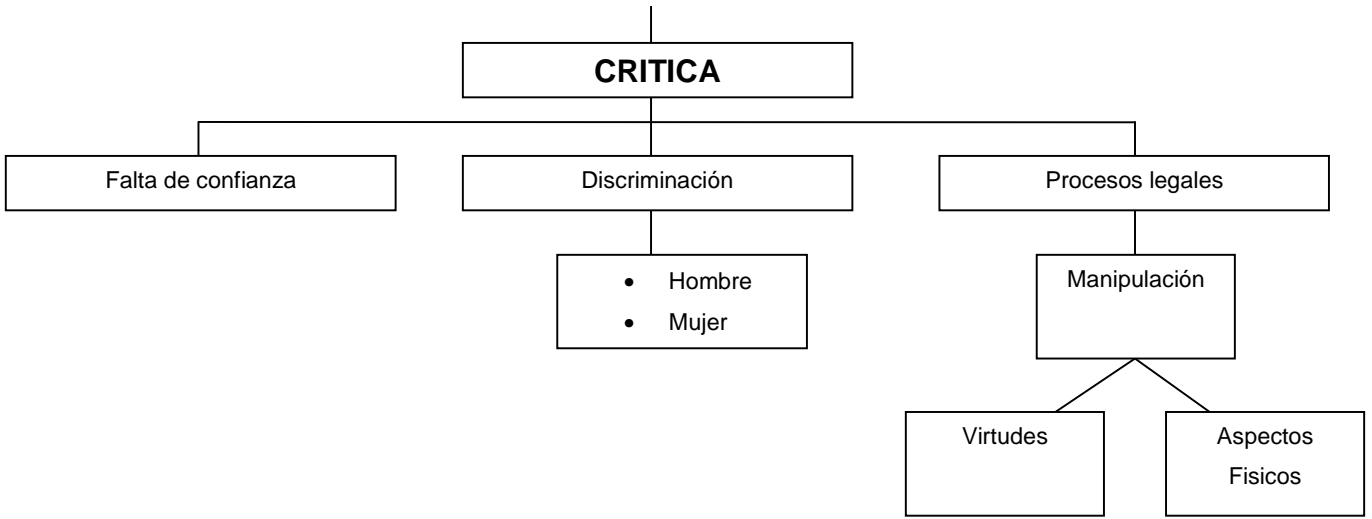 CRITICA
Falta de confianza
Discriminación
Procesos legales
• Hombre
• Mujer
Manipulación
Virtudes
Aspectos
Fisicos